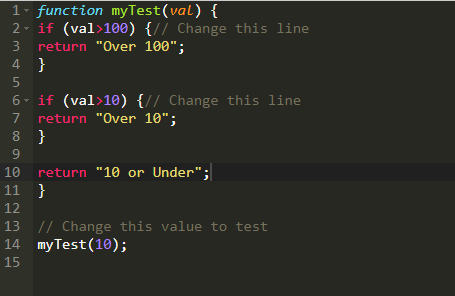 1 function myTest(val) {
2 if (val>100) {// Change this line
3 return "Over 100";
4 }
5
6 if (val>10) {// Change this line
7 return "Over 10";
8 }
9
10 return "10 or Under";
11 }
12
13 // Change this value to test
14 myTest(10);
15